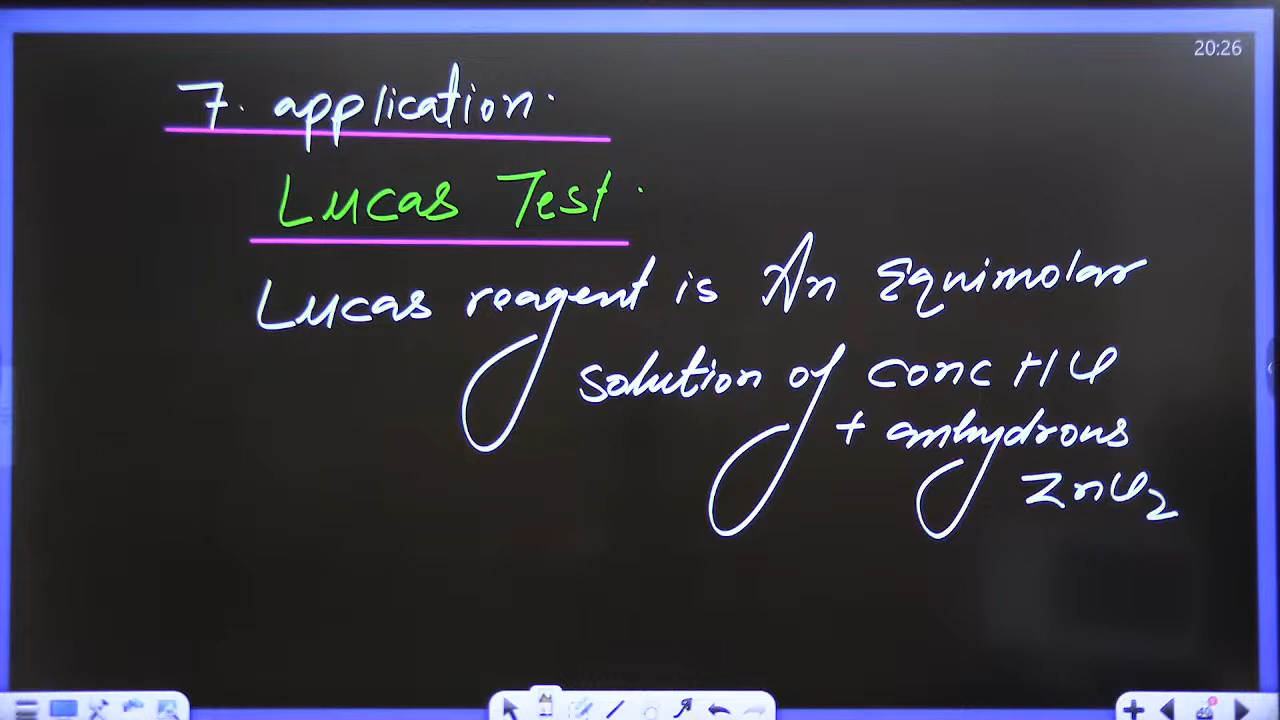 20:26
7. application.
Lucas Test.
Lucas reagent is An Equimolar
solution of conc HCl
+ anhydrous
ZnCl2